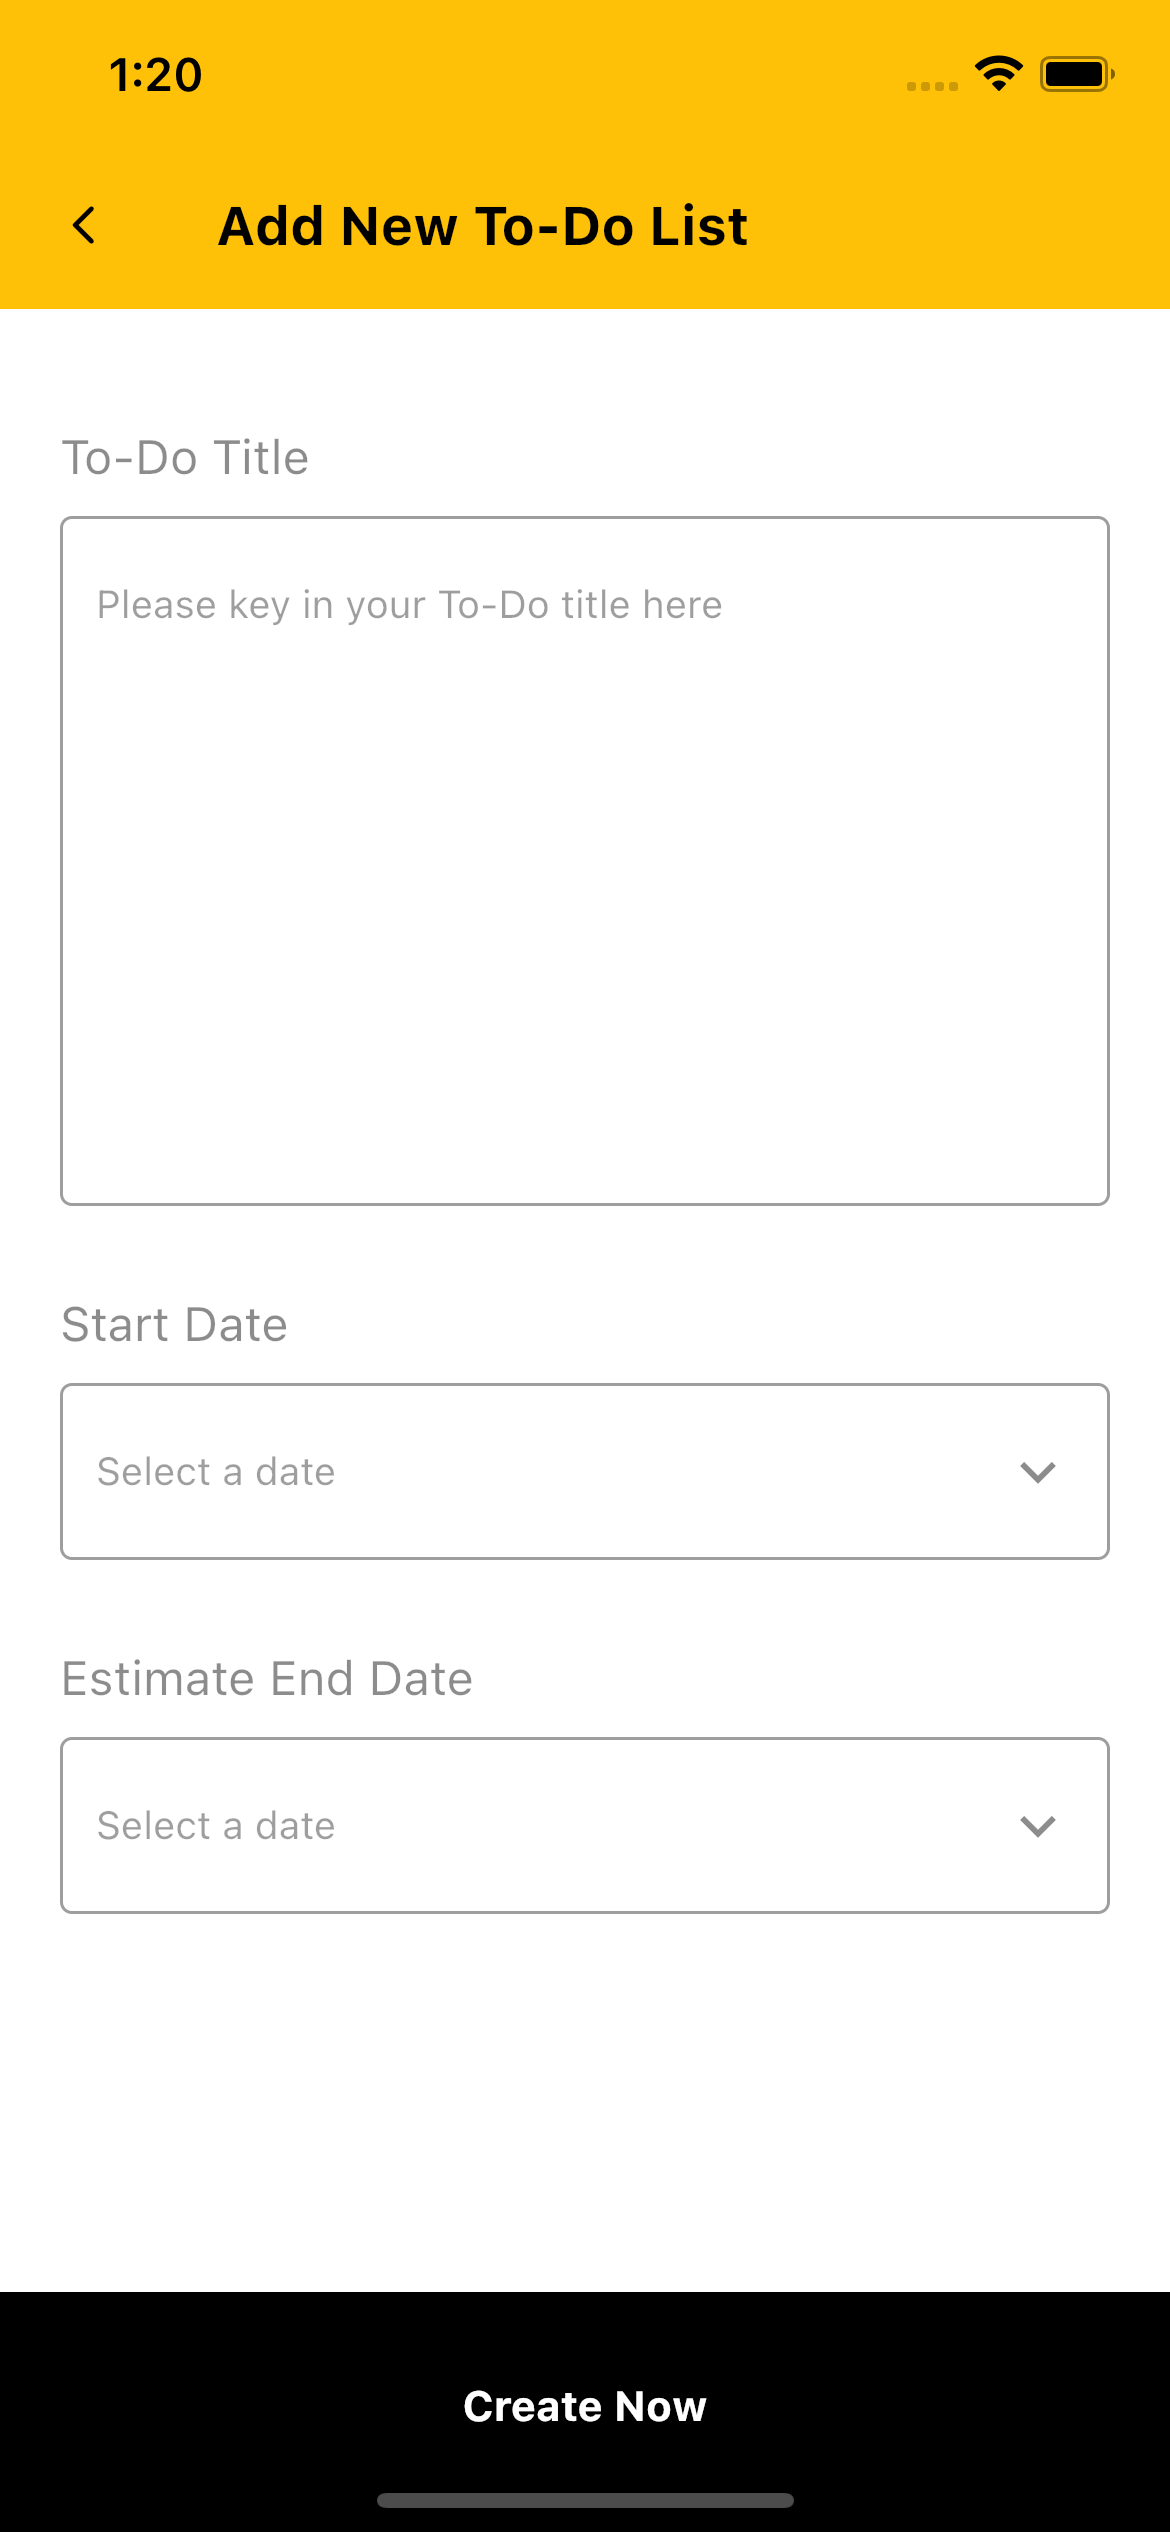 1:20
Add New To-Do List
To-Do Title
Please key in your To-Do title here
Start Date
Select a date
Estimate End Date
Select a date
Create Now